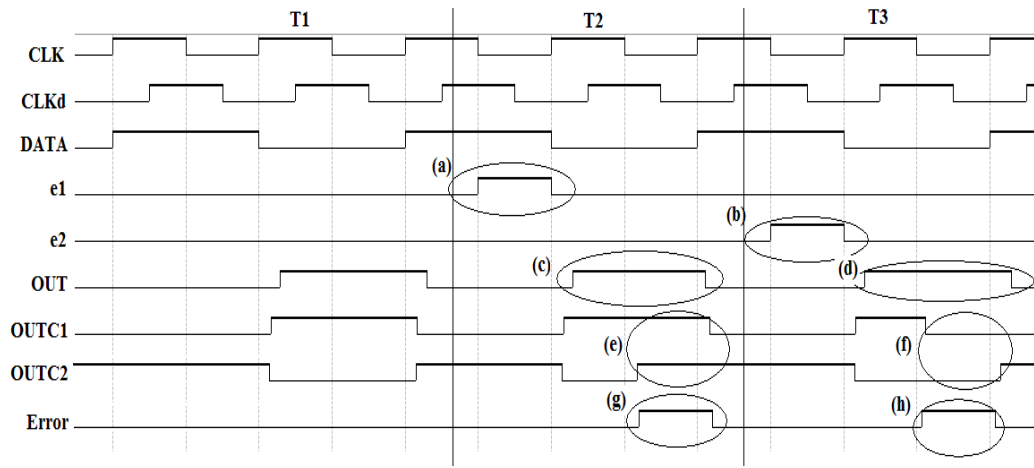 T1 T2 T3
CLK
CLKd
DATA
(a)
e1
(b)
e2
(c) (d)
OUT
OUTC1
(e) (f)
OUTC2
(g) (h)
Error